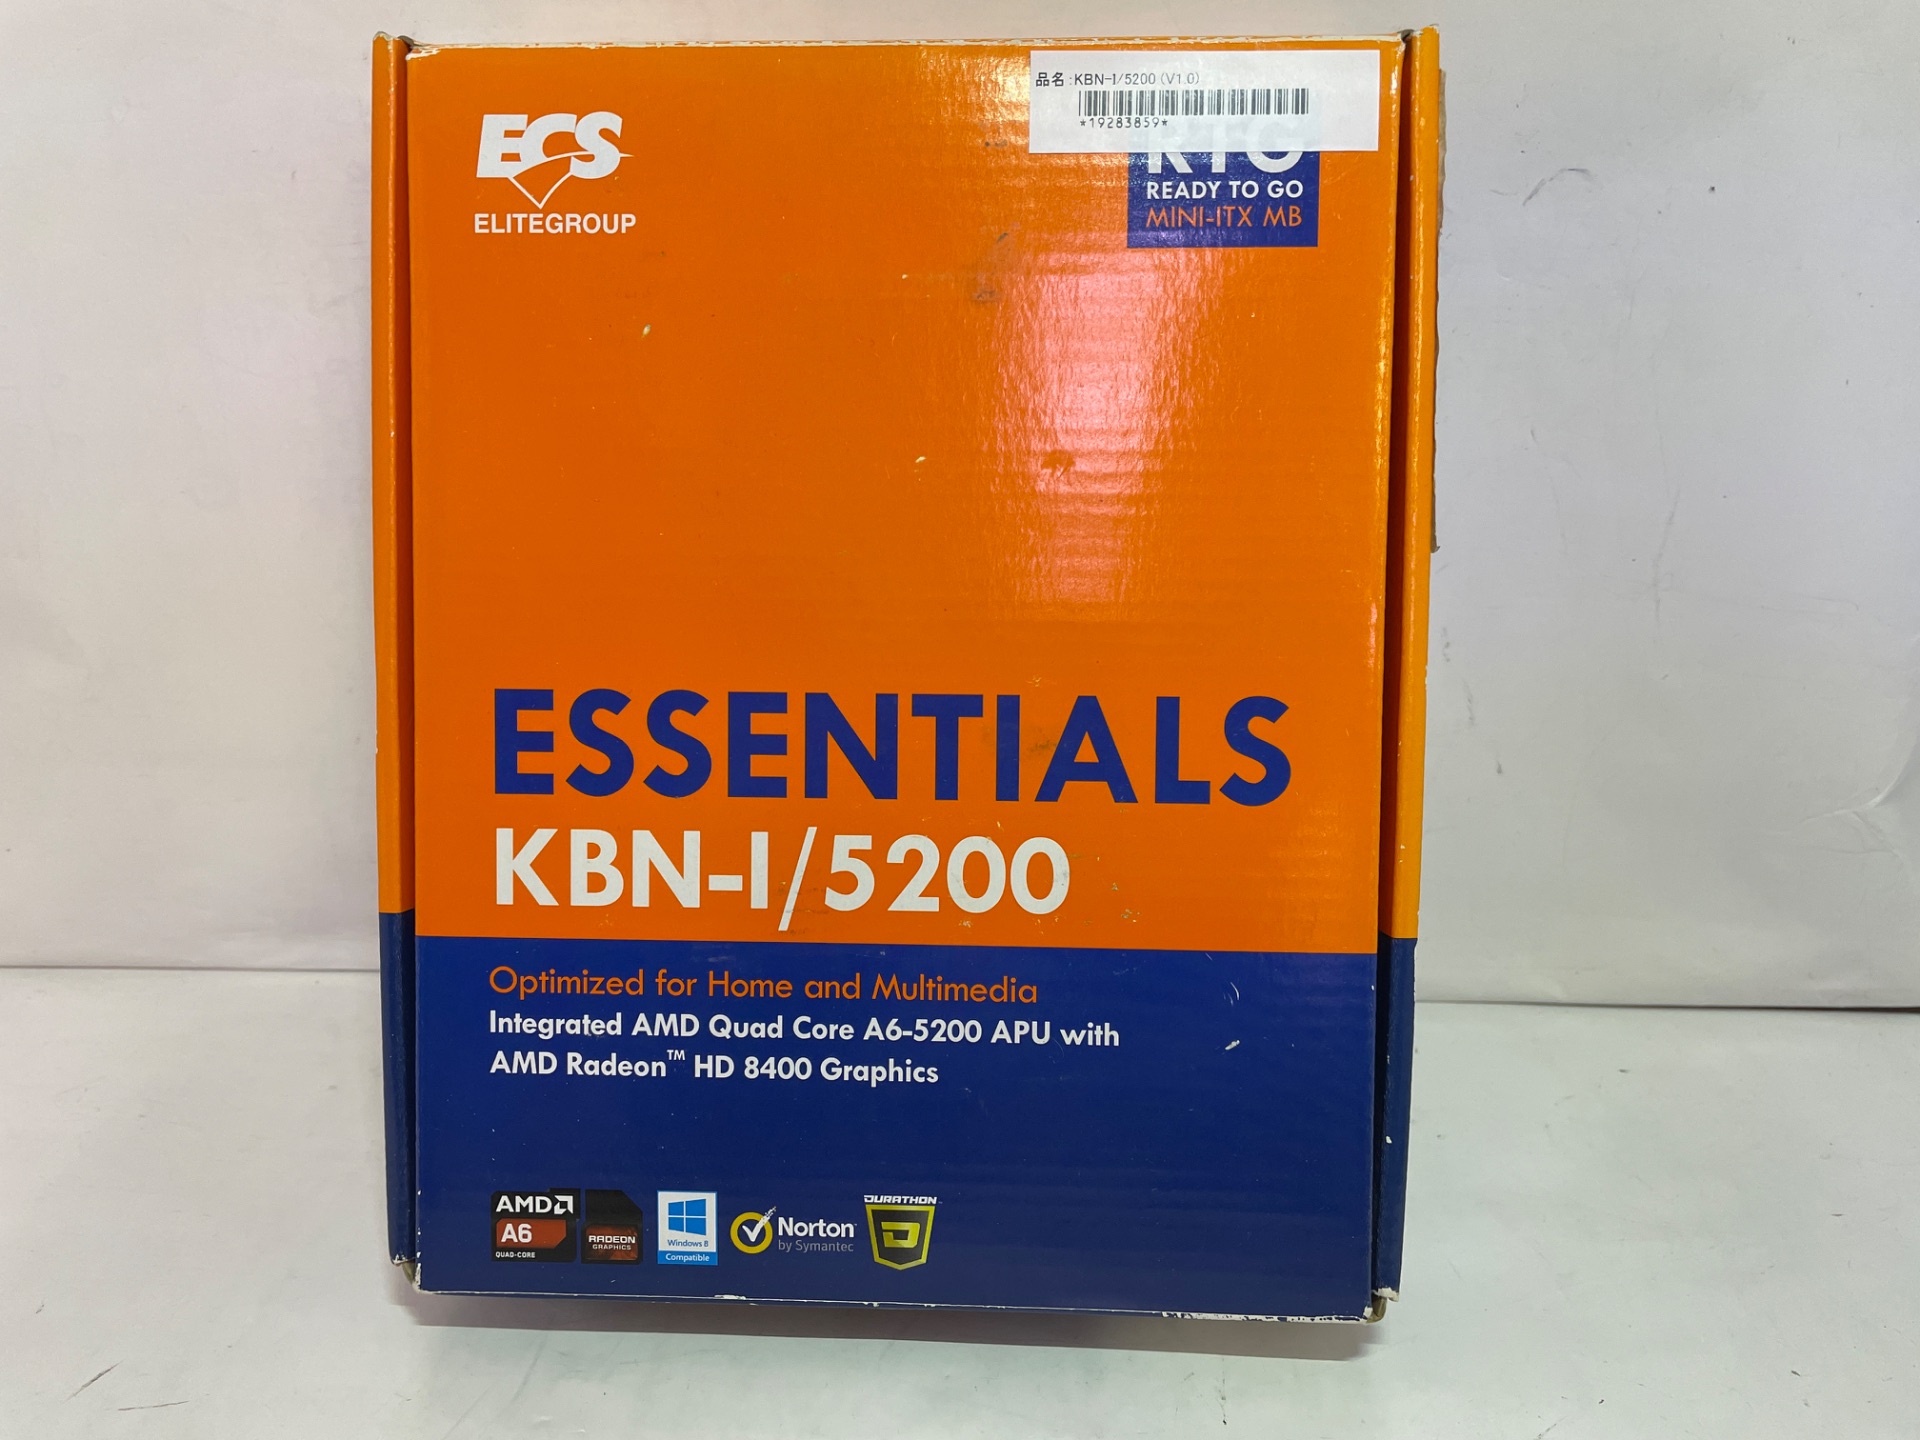 ECS
ELITEGROUP
品名:KBN-I/5200 (V1.0)
*19283859*
RTG
READY TO GO
MINI-ITX MB
ESSENTIALS
KBN-I/5200
Optimized for Home and Multimedia
Integrated AMD Quad Core A6-5200 APU with
AMD Radeon™ HD 8400 Graphics
AMD
A6
QUAD-CORE
RADEON
GRAPHICS
Windows 8
Compatible
Norton
by Symantec
DURATHON